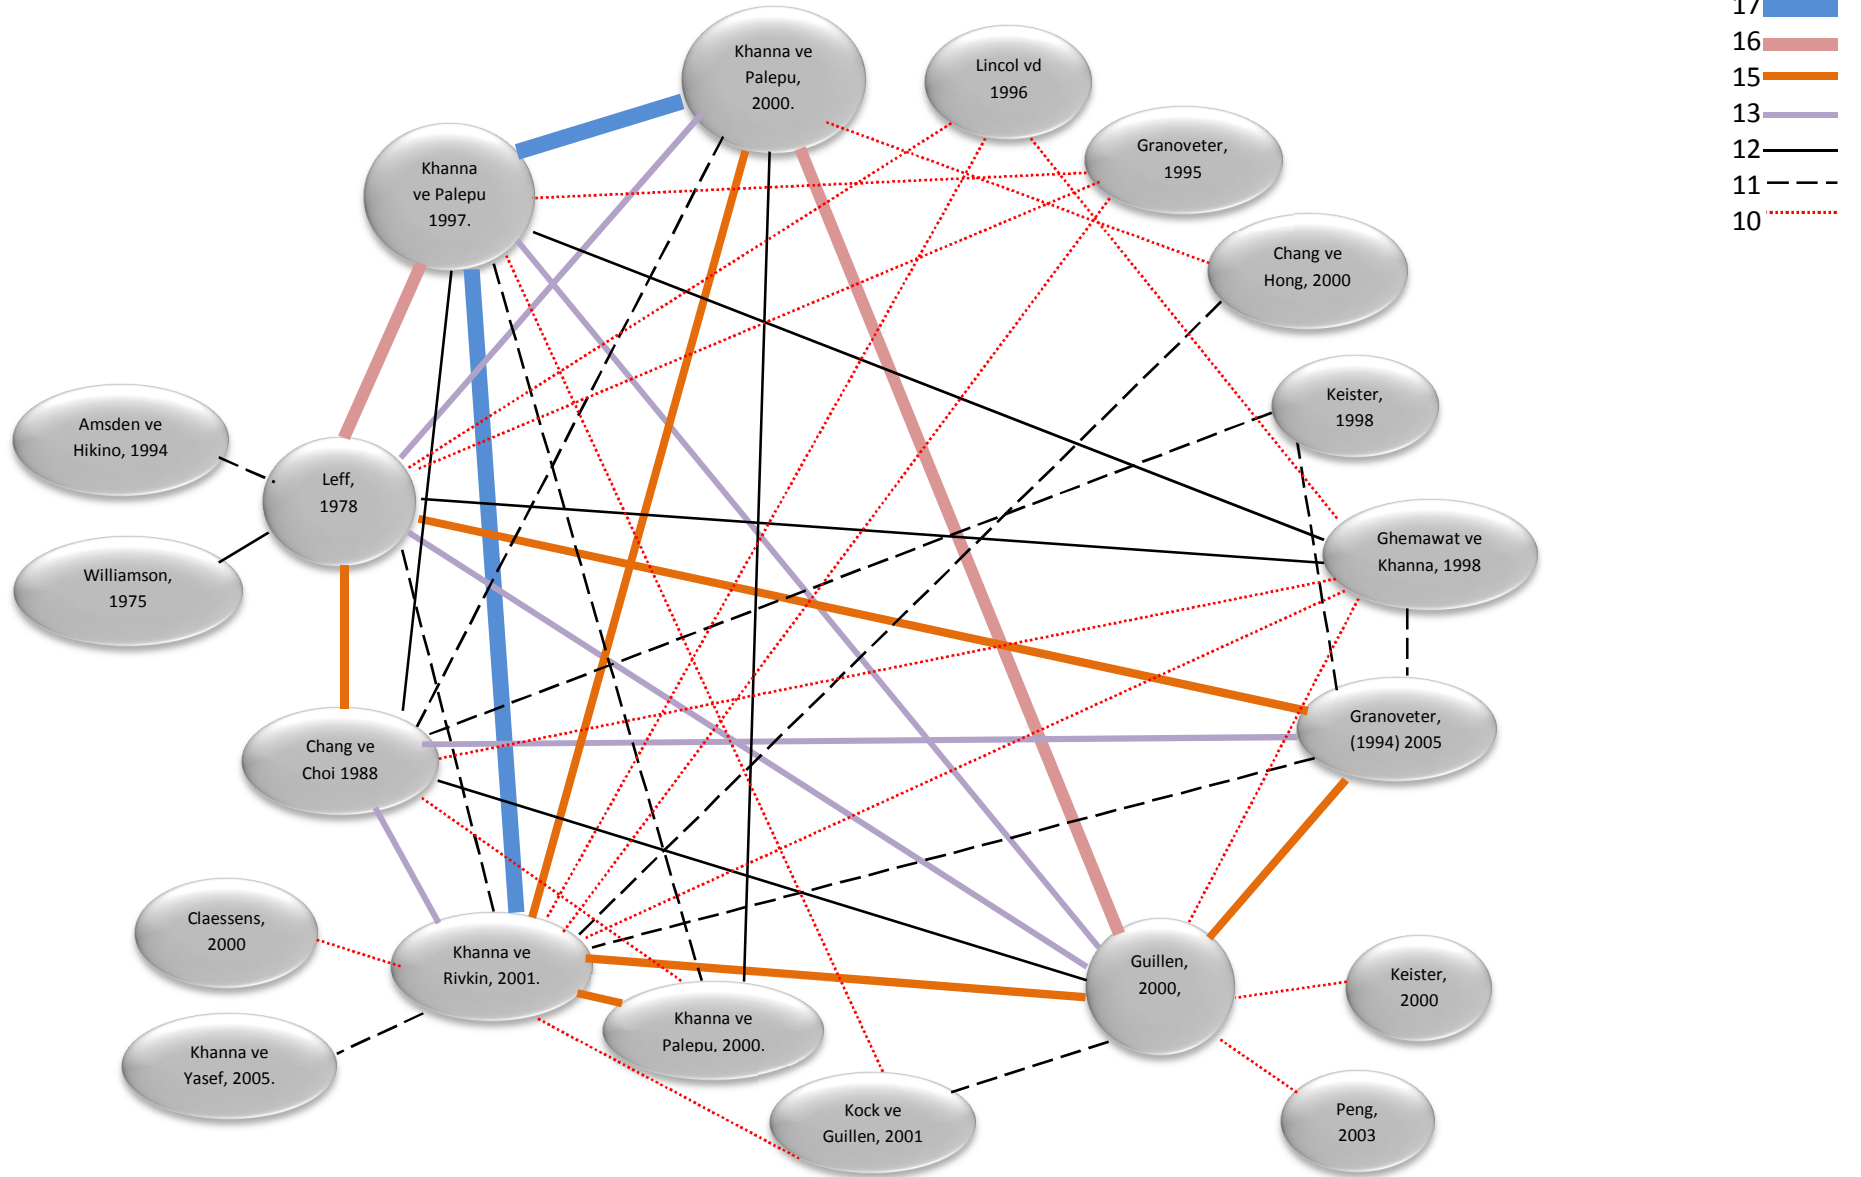 Khanna ve
Palepu,
2000.
Lincol vd
1996
Granoveter,
1995
Khanna
ve Palepu
1997.
Chang ve
Hong, 2000
Keister,
1998
Amsden ve
Hikino, 1994
Leff,
1978
Ghemawat ve
Khanna, 1998
Williamson,
1975
Granoveter,
(1994) 2005
Chang ve
Choi 1988
Claessens,
2000
Khanna ve
Rivkin, 2001.
Guillen,
2000,
Keister,
2000
Khanna ve
Palepu, 2000.
Khanna ve
Yasef, 2005.
Kock ve
Guillen, 2001
Peng,
2003
17
16
15
13
12
11
10